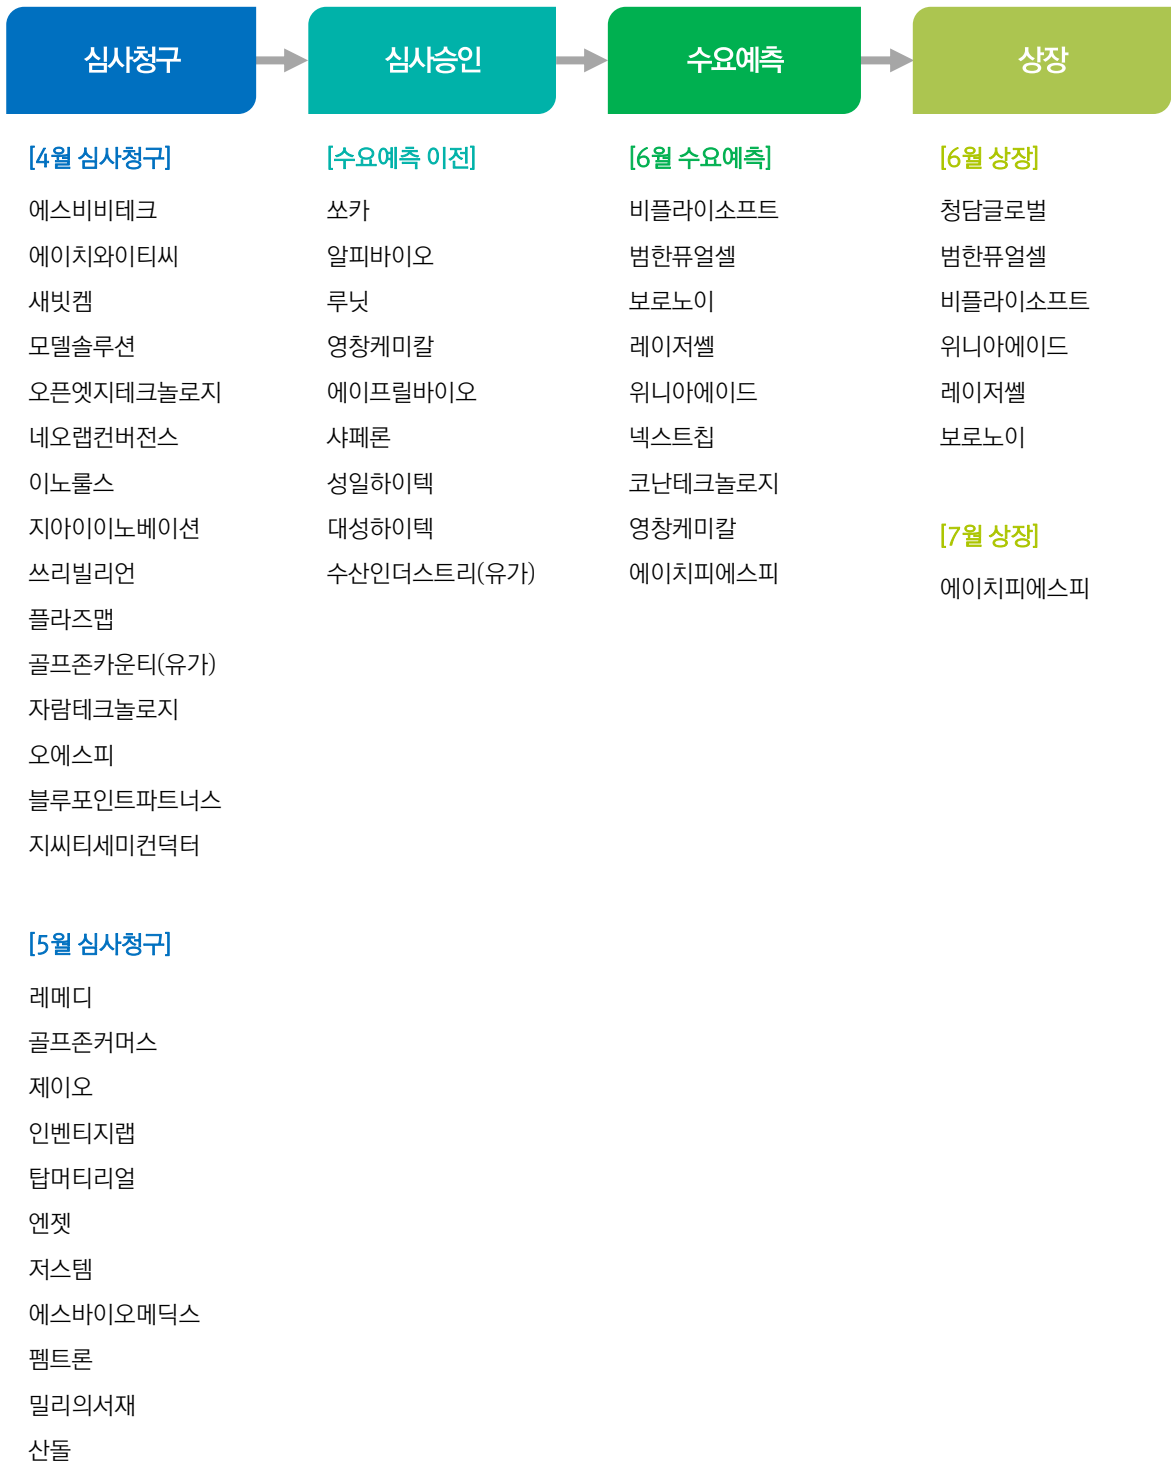 심사청구
심사승인
수요예측
상장
[4월 심사청구]
에스비비테크
에이치와이티씨
새빗켐
모델솔루션
오픈엣지테크놀로지
네오랩컨버전스
이노룰스
지아이이노베이션
쓰리빌리언
플라즈맵
골프존카운티(유가)
자람테크놀로지
오에스피
블루포인트파트너스
지씨티세미컨덕터
[5월 심사청구]
레메디
골프존커머스
제이오
인벤티지랩
탑머티리얼
엔젯
저스템
에스바이오메딕스
펨트론
밀리의서재
산돌
[수요예측 이전]
쏘카
알피바이오
루닛
영창케미칼
에이프릴바이오
샤페론
성일하이텍
대성하이텍
수산인더스트리(유가)
[6월 수요예측]
비플라이소프트
범한퓨얼셀
보로노이
레이저쎌
위니아에이드
넥스트칩
코난테크놀로지
영창케미칼
에이치피에스피
[6월 상장]
청담글로벌
범한퓨얼셀
비플라이소프트
위니아에이드
레이저쎌
보로노이
[7월 상장]
에이치피에스피